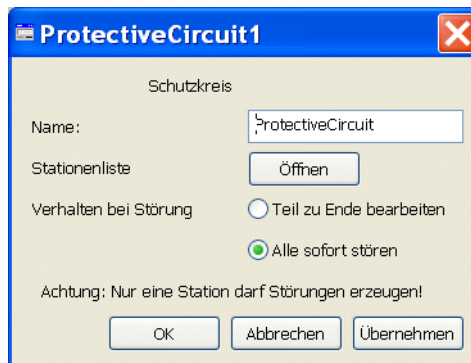 ProtectiveCircuit1
Schutzkreis
Name: ProtectiveCircuit
Stationenliste Öffnen
Verhalten bei Störung Teil zu Ende bearbeiten
Alle sofort stören
Achtung: Nur eine Station darf Störungen erzeugen!
OK Abbrechen Übernehmen